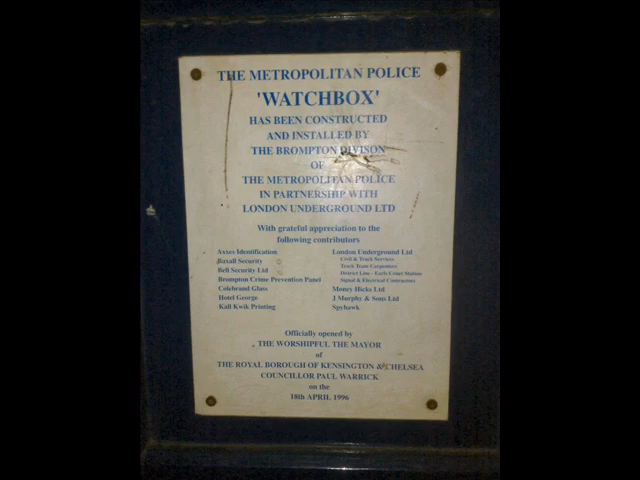 THE METROPOLITAN POLICE
'WATCHBOX'
HAS BEEN CONSTRUCTED
AND INSTALLED BY
THE BROMPTON DIVISON
OF
THE METROPOLITAN POLICE
IN PARTNERSHIP WITH
LONDON UNDERGROUND LTD
With grateful appreciation to the
following contributors
Axxes Identification
Boxall Security
Bell Security Ltd
Brompton Crime Prevention Panel
Colebrand Glass
Hotel George
Kall Kwik Printing
London Underground Ltd
Civil & Track Services
Track Team Carpenters
District Line - Earls Court Station
Signal & Electrical Contractors
Money Hicks Ltd
J Murphy & Sons Ltd
Spyhawk
Officially opened by
THE WORSHIPFUL THE MAYOR
of
THE ROYAL BOROUGH OF KENSINGTON & CHELSEA
COUNCILLOR PAUL WARRICK
on the
18th APRIL 1996